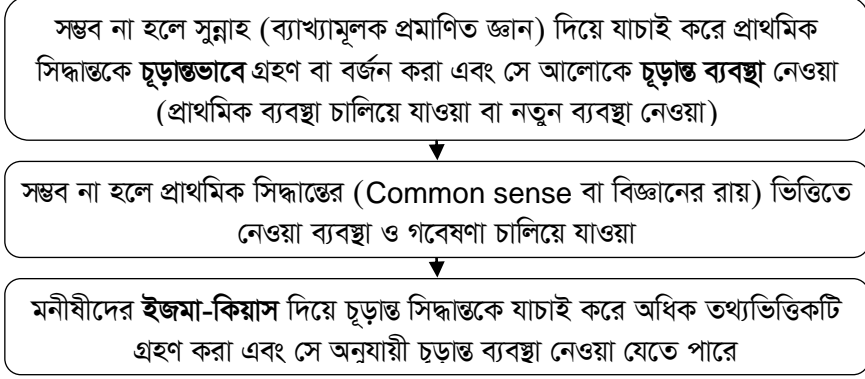 সম্ভব না হলে সুন্নাহ (ব্যাখ্যামূলক প্রমাণিত জ্ঞান) দিয়ে যাচাই করে প্রাথমিক
সিদ্ধান্তকে চূড়ান্তভাবে গ্রহণ বা বর্জন করা এবং সে আলোকে চূড়ান্ত ব্যবস্থা নেওয়া
(প্রাথমিক ব্যবস্থা চালিয়ে যাওয়া বা নতুন ব্যবস্থা নেওয়া)
সম্ভব না হলে প্রাথমিক সিদ্ধান্তের (Common sense বা বিজ্ঞানের রায়) ভিত্তিতে
নেওয়া ব্যবস্থা ও গবেষণা চালিয়ে যাওয়া
মনীষীদের ইজমা-কিয়াস দিয়ে চূড়ান্ত সিদ্ধান্তকে যাচাই করে অধিক তথ্যভিত্তিকটি
গ্রহণ করা এবং সে অনুযায়ী চূড়ান্ত ব্যবস্থা নেওয়া যেতে পারে